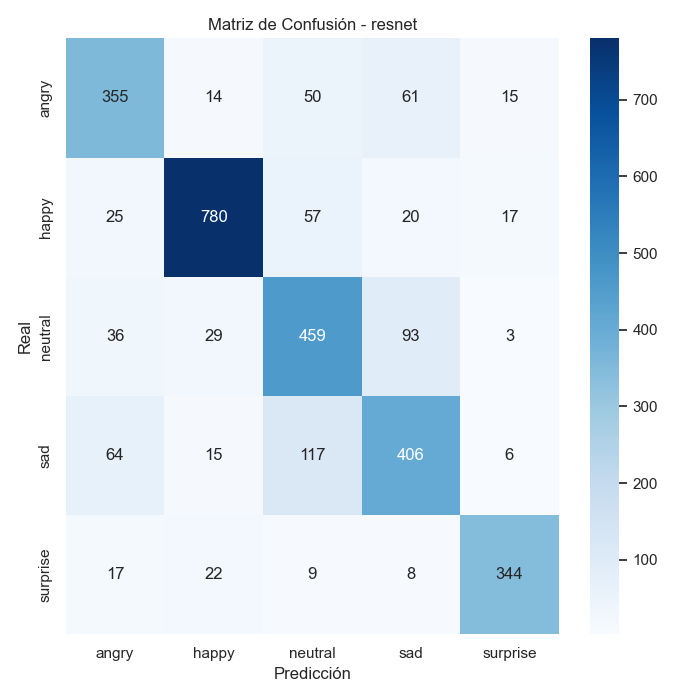 Matriz de Confusión - resnet
angry 355 14 50 61 15
happy 25 780 57 20 17
neutral 36 29 459 93 3
sad 64 15 117 406 6
surprise 17 22 9 8 344
Real
angry happy neutral sad surprise
Predicción
700
600
500
400
300
200
100